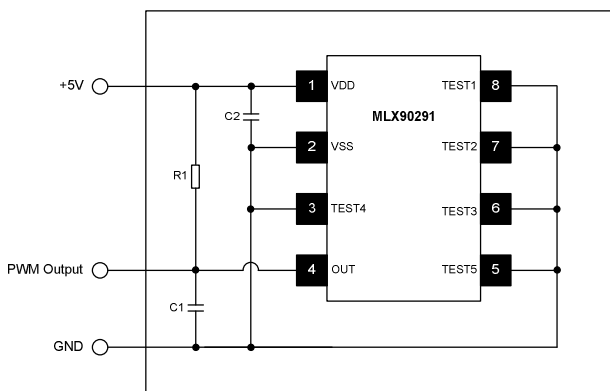 +5V
1 VDD
TEST1 8
MLX90291
C2
2 VSS
TEST2 7
R1
3 TEST4
TEST3 6
PWM Output
4 OUT
TEST5 5
C1
GND